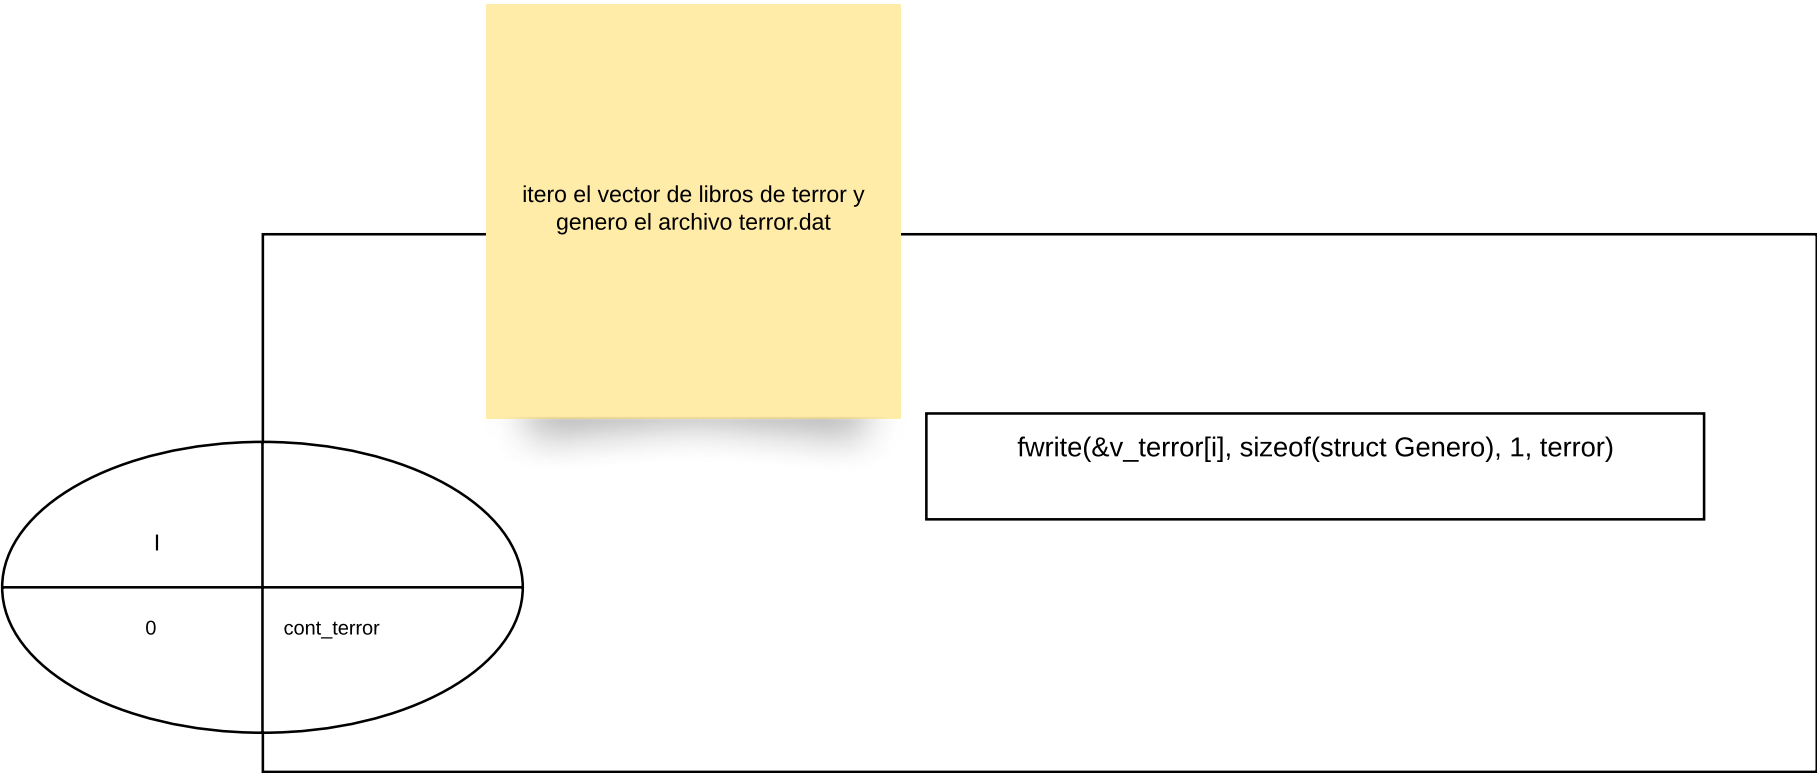 itero el vector de libros de terror y
genero el archivo terror.dat
fwrite(&v_terror[i], sizeof(struct Genero), 1, terror)
I
0
cont_terror